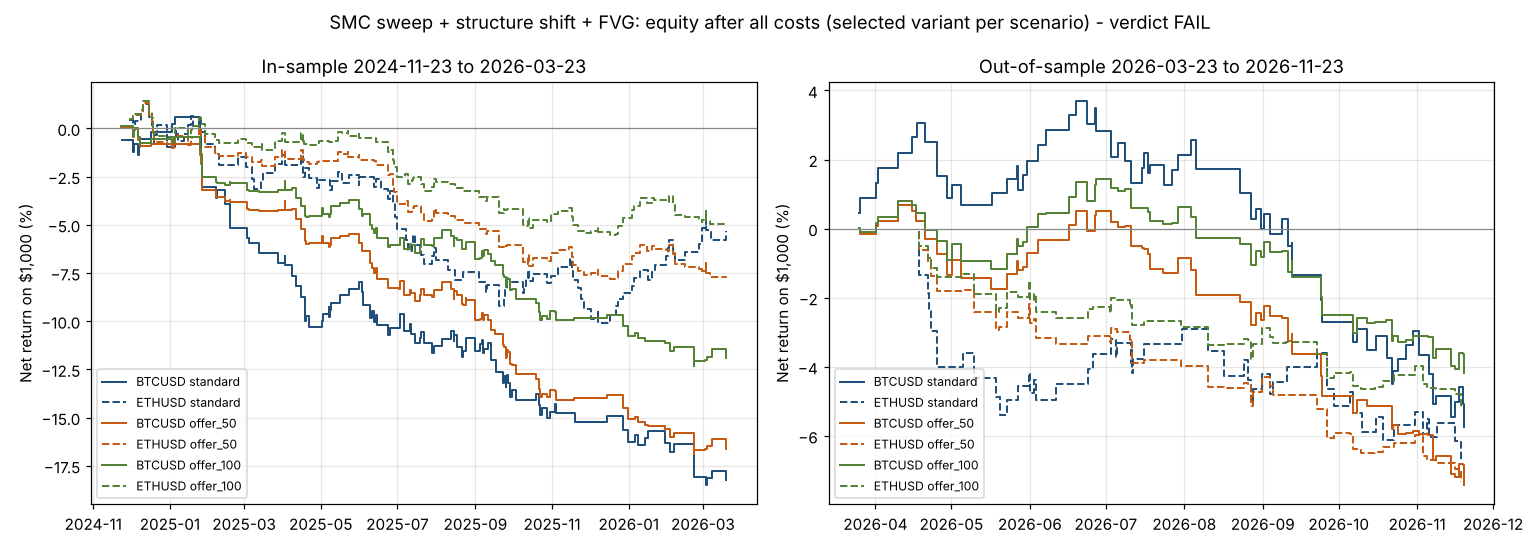 SMC sweep + structure shift + FVG: equity after all costs (selected variant per scenario) - verdict FAIL
In-sample 2024-11-23 to 2026-03-23
Net return on $1,000 (%)
0.0
−2.5
−5.0
−7.5
−10.0
−12.5
−15.0
−17.5
BTCUSD standard
ETHUSD standard
BTCUSD offer_50
ETHUSD offer_50
BTCUSD offer_100
ETHUSD offer_100
2024-11 2025-01 2025-03 2025-05 2025-07 2025-09 2025-11 2026-01 2026-03
Out-of-sample 2026-03-23 to 2026-11-23
Net return on $1,000 (%)
4
2
0
−2
−4
−6
BTCUSD standard
ETHUSD standard
BTCUSD offer_50
ETHUSD offer_50
BTCUSD offer_100
ETHUSD offer_100
2026-04 2026-05 2026-06 2026-07 2026-08 2026-09 2026-10 2026-11 2026-12